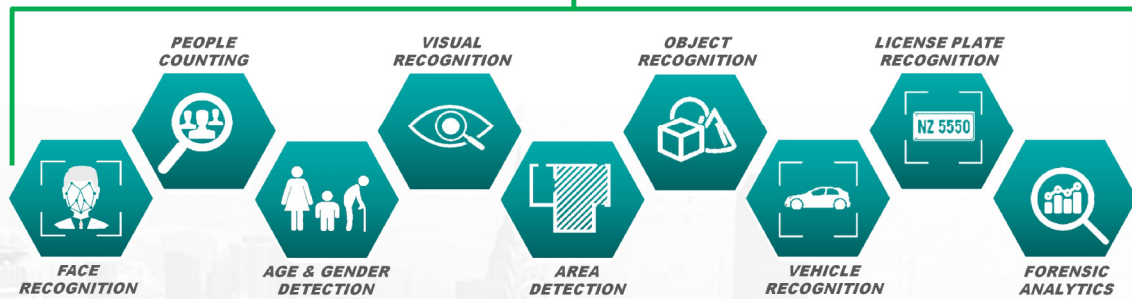 PEOPLE
COUNTING
VISUAL
RECOGNITION
OBJECT
RECOGNITION
LICENSE PLATE
RECOGNITION
NZ 5550
FACE
RECOGNITION
AGE & GENDER
DETECTION
AREA
DETECTION
VEHICLE
RECOGNITION
FORENSIC
ANALYTICS